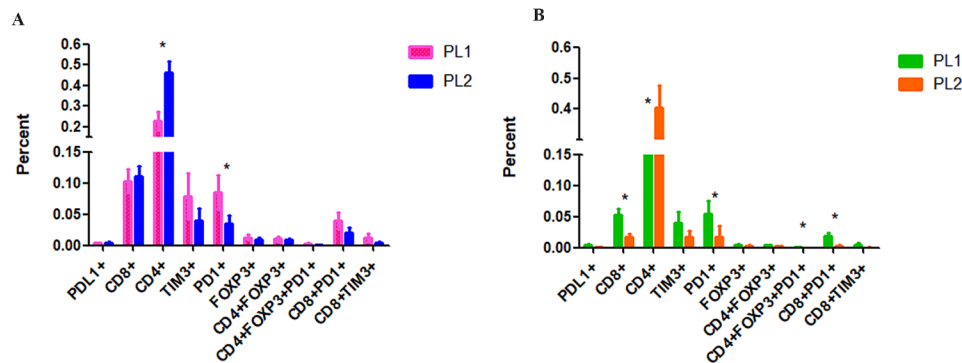 A
Percent
0.6
0.5
0.4
0.3
0.2
0.15
0.10
0.05
0.00
*
*
PL1
PL2
PDL1+
CD8+
CD4+
TIM3+
PD1+
FOXP3+
CD4+FOXP3+
CD4+FOXP3+PD1+
CD8+PD1+
CD8+TIM3+
B
Percent
0.6
0.5
0.4
0.15
0.10
0.05
0.00
*
*
*
*
*
PL1
PL2
PDL1+
CD8+
CD4+
TIM3+
PD1+
FOXP3+
CD4+FOXP3+
CD4+FOXP3+PD1+
CD8+PD1+
CD8+TIM3+